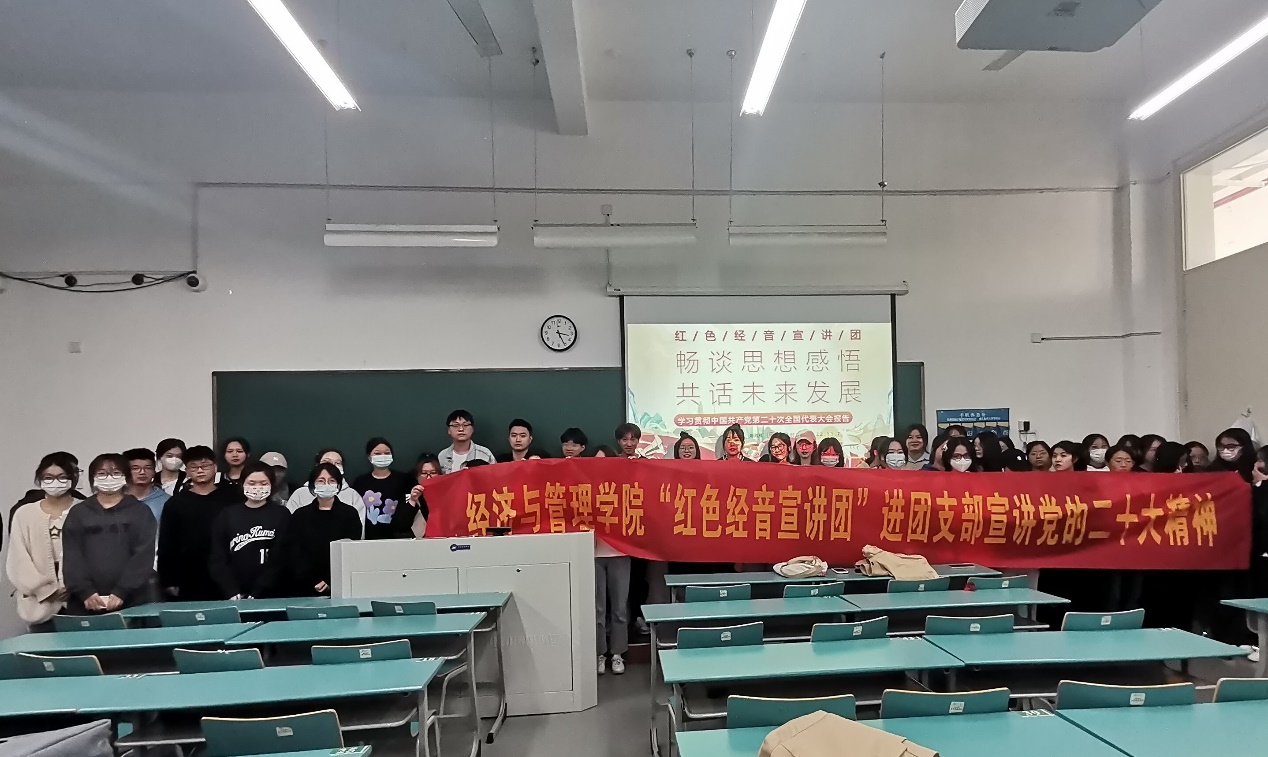 红/色/经/音/宣/讲/团
畅谈思想感悟
共话未来发展
学习贯彻中国共产党第二十次全国代表大会报告
经济与管理学院“红色经音宣讲团”进团支部宣讲党的二十大精神